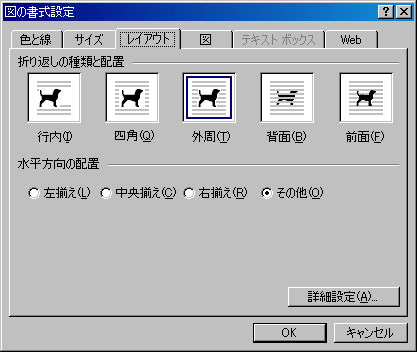 図の書式設定
色と線 サイズ レイアウト 図 テキスト ボックス Web
折り返しの種類と配置
行内(I) 四角(Q) 外周(T) 背面(B) 前面(F)
水平方向の配置
左揃え(L) 中央揃え(C) 右揃え(R) その他(O)
詳細設定(A)...
OK キャンセル